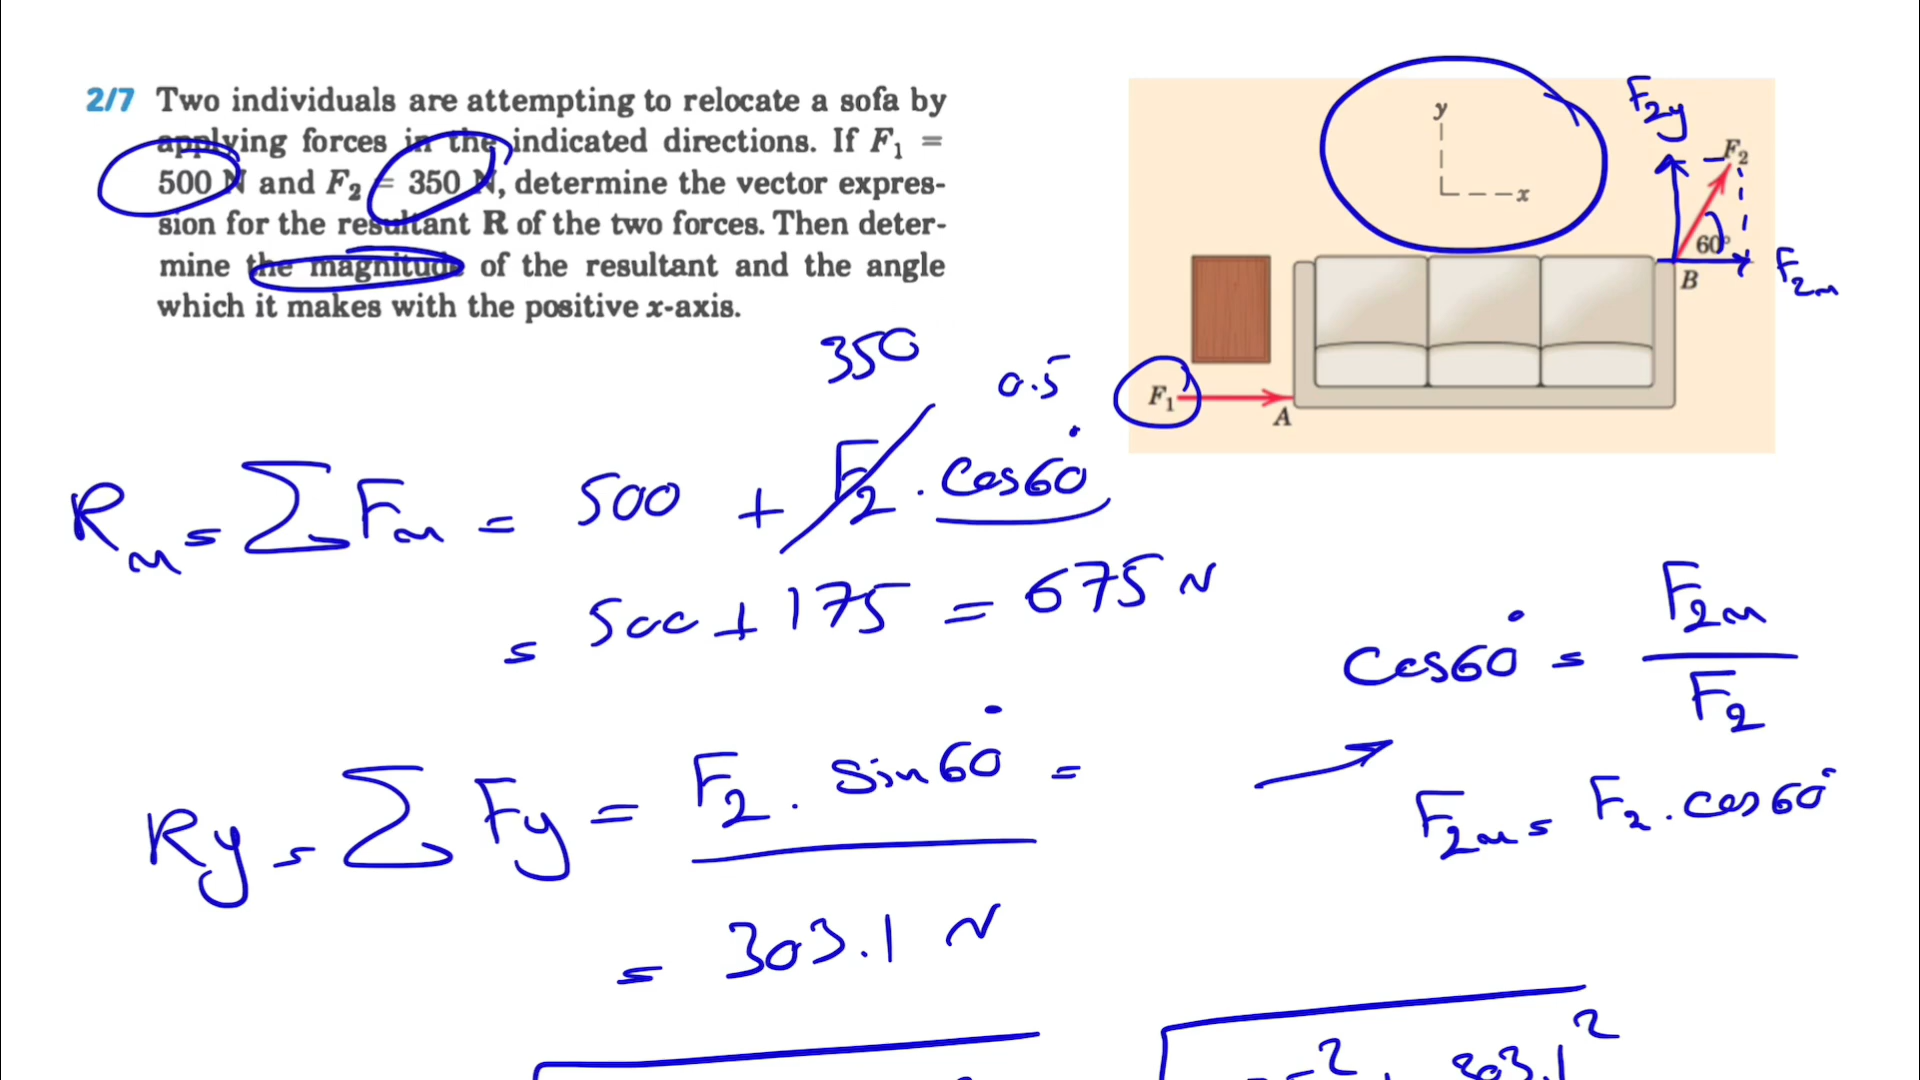 2/7 Two individuals are attempting to relocate a sofa by
applying forces in the indicated directions. If F₁ =
500 N and F₂ = 350 N, determine the vector expres-
sion for the resultant R of the two forces. Then deter-
mine the magnitude of the resultant and the angle
which it makes with the positive x-axis.
y
x
F2y
F₂
60°
B
F2x
F₁
A
350
0.5
Rx = ∑Fx = 500 + F2 . cos60°
= 500 + 175 = 675 N
cos60° = F2x / F2
F2x = F2 . cos60°
Ry = ∑Fy = F2 . sin60° =
= 303.1 N
303.1²